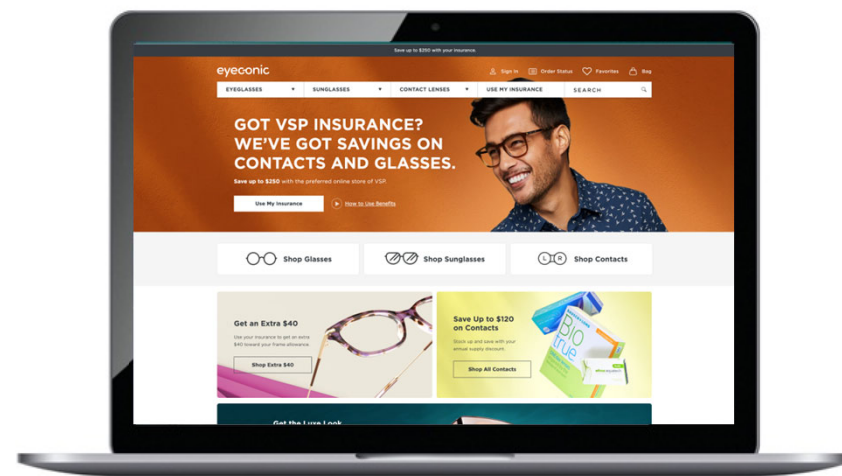 Save up to $250 with your insurance.
eyeconic
Sign In Order Status Favorites Bag
EYEGLASSES SUNGLASSES CONTACT LENSES USE MY INSURANCE SEARCH
GOT VSP INSURANCE?
WE'VE GOT SAVINGS ON
CONTACTS AND GLASSES.
Save up to $250 with the preferred online store of VSP.
Use My Insurance How to Use Benefits
Shop Glasses Shop Sunglasses L R Shop Contacts
Get an Extra $40
Use your insurance to get an extra
$40 toward your frame allowance.
Shop Extra $40
Save Up to $120
on Contacts
Stack up and save with your
annual supply discount.
Shop All Contacts
Bio
true
Get the Luxe Look